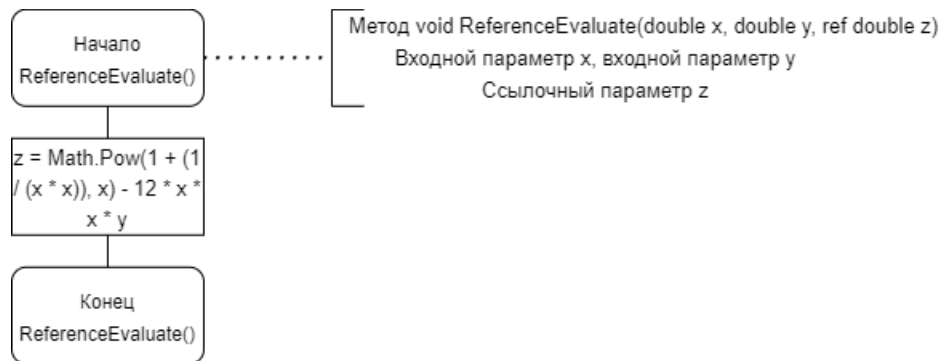 Начало
ReferenceEvaluate()
Метод void ReferenceEvaluate(double x, double y, ref double z)
Входной параметр x, входной параметр y
Ссылочный параметр z
z = Math.Pow(1 + (1
/ (x * x)), x) - 12 * x *
x * y
Конец
ReferenceEvaluate()